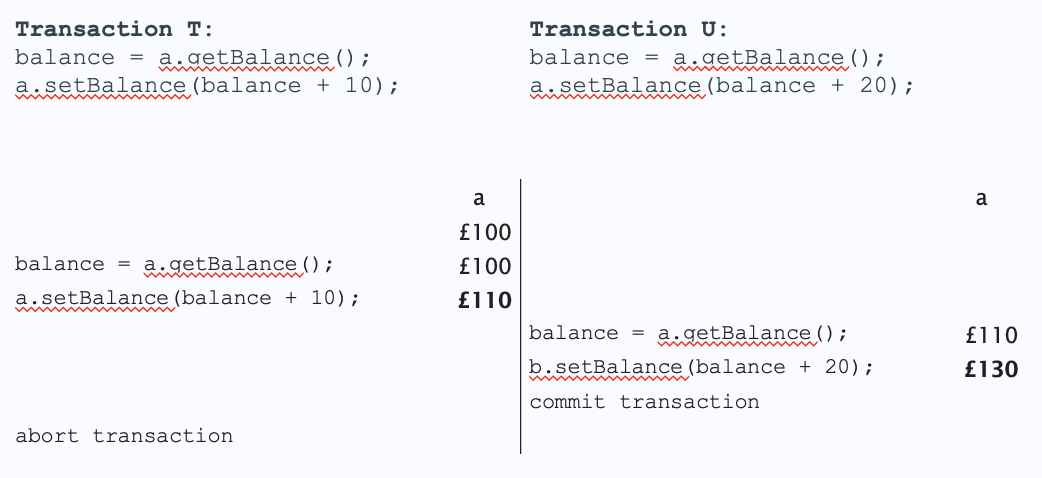 Transaction T: Transaction U:
balance = a.getBalance(); balance = a.getBalance();
a.setBalance(balance + 10); a.setBalance(balance + 20);
a a
£100
balance = a.getBalance(); £100
a.setBalance(balance + 10); £110
balance = a.getBalance(); £110
b.setBalance(balance + 20); £130
commit transaction
abort transaction